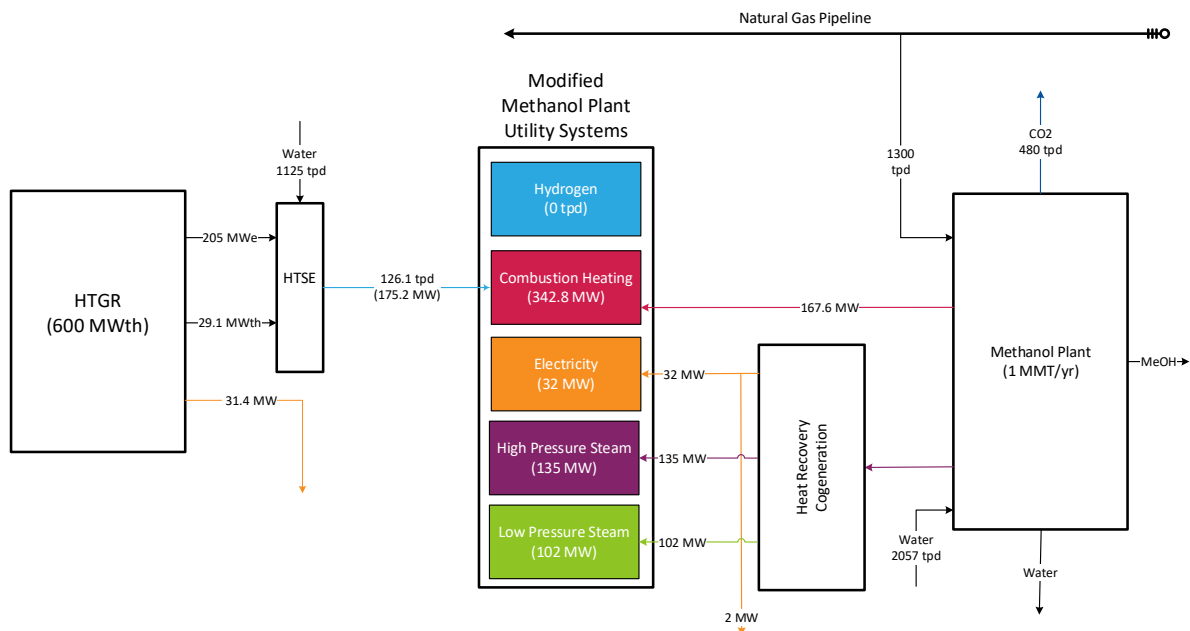 Natural Gas Pipeline
Modified
Methanol Plant
Utility Systems
CO2
480 tpd
Water
1125 tpd
1300
tpd
Hydrogen
(0 tpd)
205 MWe
HTSE
126.1 tpd
(175.2 MW)
Combustion Heating
(342.8 MW)
167.6 MW
HTGR
(600 MWth)
29.1 MWth
Methanol Plant
(1 MMT/yr)
MeOH
Electricity
(32 MW)
32 MW
31.4 MW
Heat Recovery
Cogeneration
High Pressure Steam
(135 MW)
135 MW
Low Pressure Steam
(102 MW)
102 MW
Water
2057 tpd
Water
2 MW